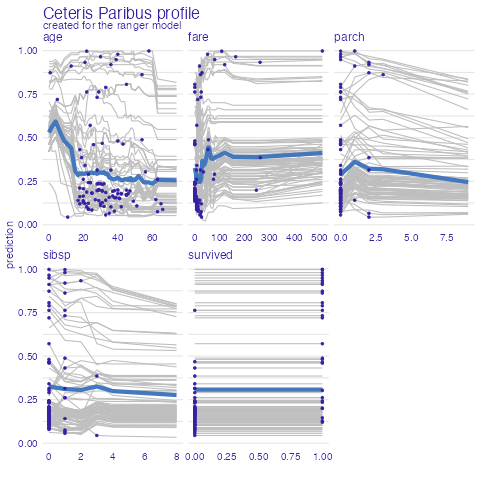 Ceteris Paribus profile
created for the ranger model
age fare parch
1.00
0.75
0.50
0.25
0.00
0 20 40 60 0 100 200 300 400 500 0.0 2.5 5.0 7.5
prediction
sibsp survived
1.00
0.75
0.50
0.25
0.00
0 2 4 6 8 0.00 0.25 0.50 0.75 1.00